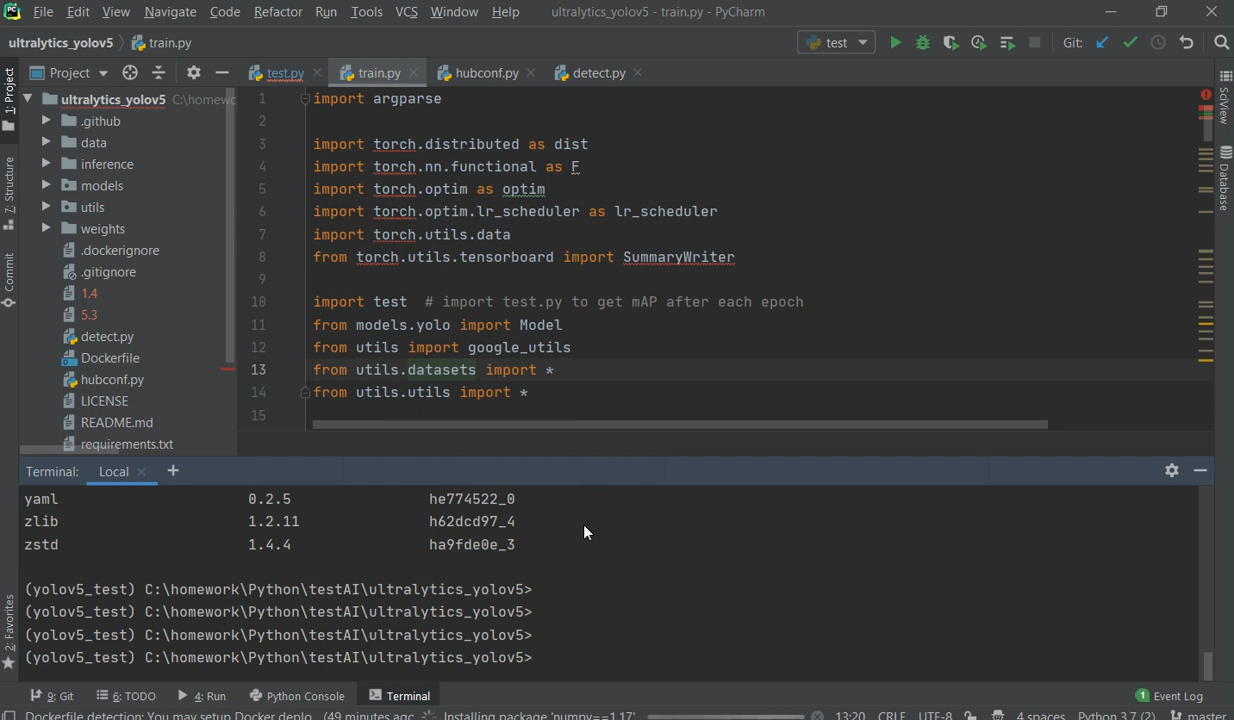 PC File Edit View Navigate Code Refactor Run Tools VCS Window Help ultralytics_yolov5 - train.py - PyCharm
ultralytics_yolov5 train.py test Git:
Project test.py train.py hubconf.py detect.py
1: Project
7: Structure
Commit
2: Favorites
SciView
Database
ultralytics_yolov5 C:\homewo
.github
data
inference
models
utils
weights
.dockerignore
.gitignore
1.4
5.3
detect.py
Dockerfile
hubconf.py
LICENSE
README.md
requirements.txt
1 import argparse
2
3 import torch.distributed as dist
4 import torch.nn.functional as F
5 import torch.optim as optim
6 import torch.optim.lr_scheduler as lr_scheduler
7 import torch.utils.data
8 from torch.utils.tensorboard import SummaryWriter
9
10 import test # import test.py to get mAP after each epoch
11 from models.yolo import Model
12 from utils import google_utils
13 from utils.datasets import *
14 from utils.utils import *
15
Terminal: Local +
yaml 0.2.5 he774522_0
zlib 1.2.11 h62dcd97_4
zstd 1.4.4 ha9fde0e_3
(yolov5_test) C:\homework\Python\testAI\ultralytics_yolov5>
(yolov5_test) C:\homework\Python\testAI\ultralytics_yolov5>
(yolov5_test) C:\homework\Python\testAI\ultralytics_yolov5>
(yolov5_test) C:\homework\Python\testAI\ultralytics_yolov5>
9: Git 6: TODO 4: Run Python Console Terminal 1 Event Log
Dockerfile detection: You may setup Docker deplo... (49 minutes ago) Installing package 'numpy==1.17' 13:20 CRLF UTF-8 4 spaces Python 3.7 (2) master